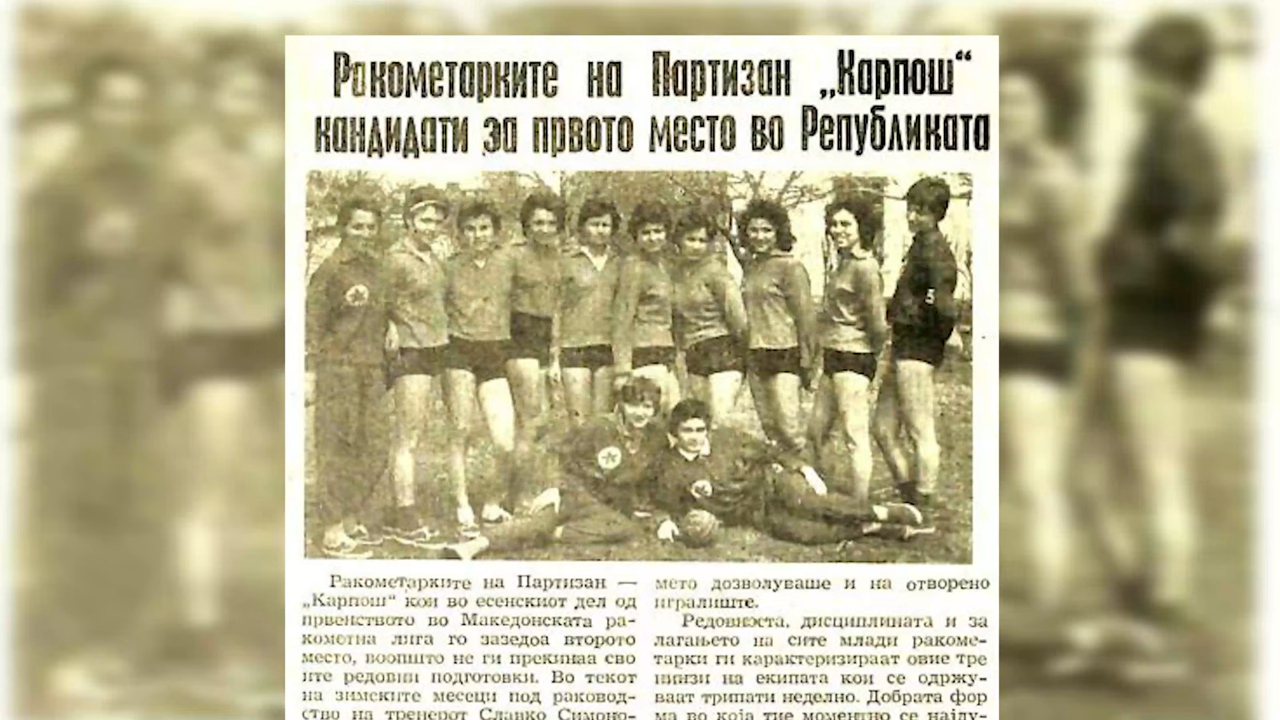 Ракометарките на Партизан „Карпош“
кандидати за првото место во Републиката
Ракометарките на Партизан —
„Карпош“ кои во есенскиот дел од
првенството во Македонската ра-
кометна лига го зазедоа второто
место, воопшто не ги прекинаа сво
ите редовни подготовки. Во текот
на зимските месеци под раковод-
ство на тренерот Славко Симоно-
мето дозволуваше и на отворено
игралиште.
Редовноста, дисциплината и за
лагањето на сите млади ракоме-
тарки ги карактеризираат овие тре
нинзи на екипата кои се одржу-
ваат трипати неделно. Добрата фор
ма во која тие моментно се најду-
5